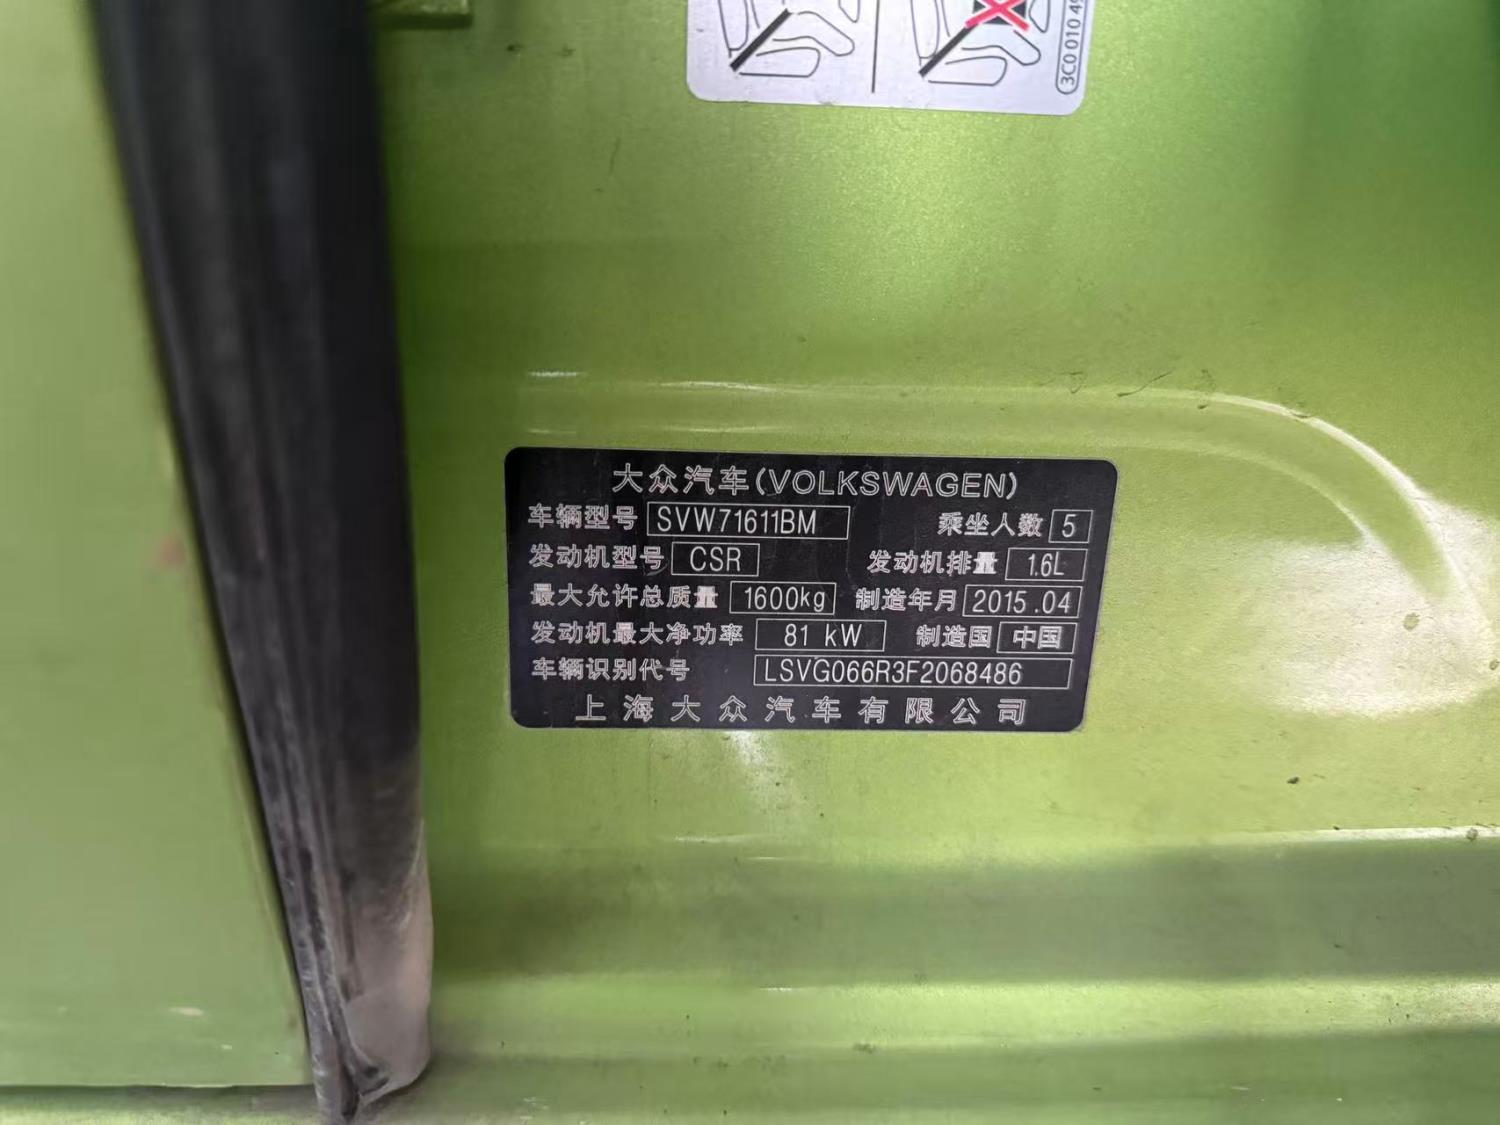 3C0 010 4
大众汽车(VOLKSWAGEN)
车辆型号 SVW71611BM 乘坐人数 5
发动机型号 CSR 发动机排量 1.6L
最大允许总质量 1600kg 制造年月 2015.04
发动机最大净功率 81 kW 制造国 中国
车辆识别代号 LSVG066R3F2068486
上海大众汽车有限公司